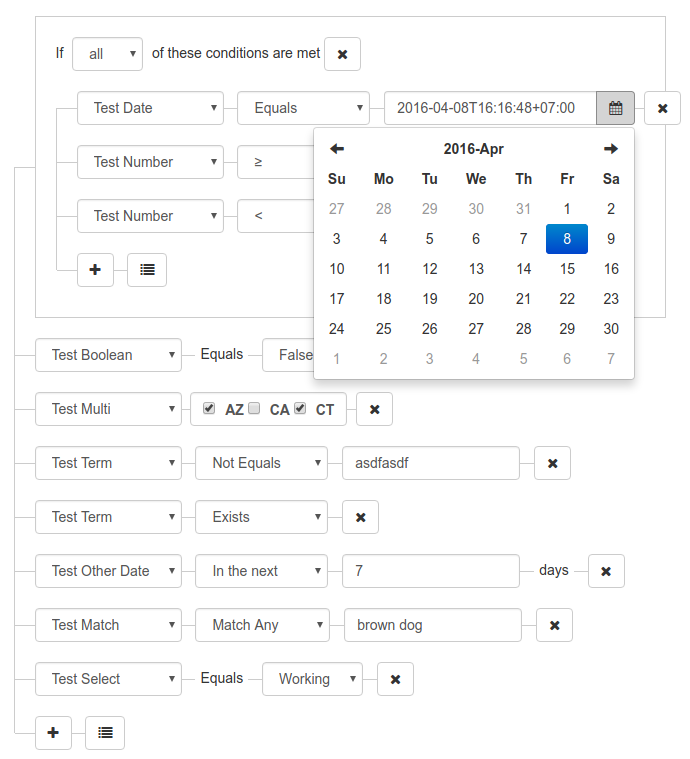 If all of these conditions are met
Test Date Equals 2016-04-08T16:16:48+07:00
2016-Apr
Su Mo Tu We Th Fr Sa
27 28 29 30 31 1 2
3 4 5 6 7 8 9
10 11 12 13 14 15 16
17 18 19 20 21 22 23
24 25 26 27 28 29 30
1 2 3 4 5 6 7
Test Number ≥
Test Number <
Test Boolean Equals False
Test Multi AZ CA CT
Test Term Not Equals asdfasdf
Test Term Exists
Test Other Date In the next 7 days
Test Match Match Any brown dog
Test Select Equals Working